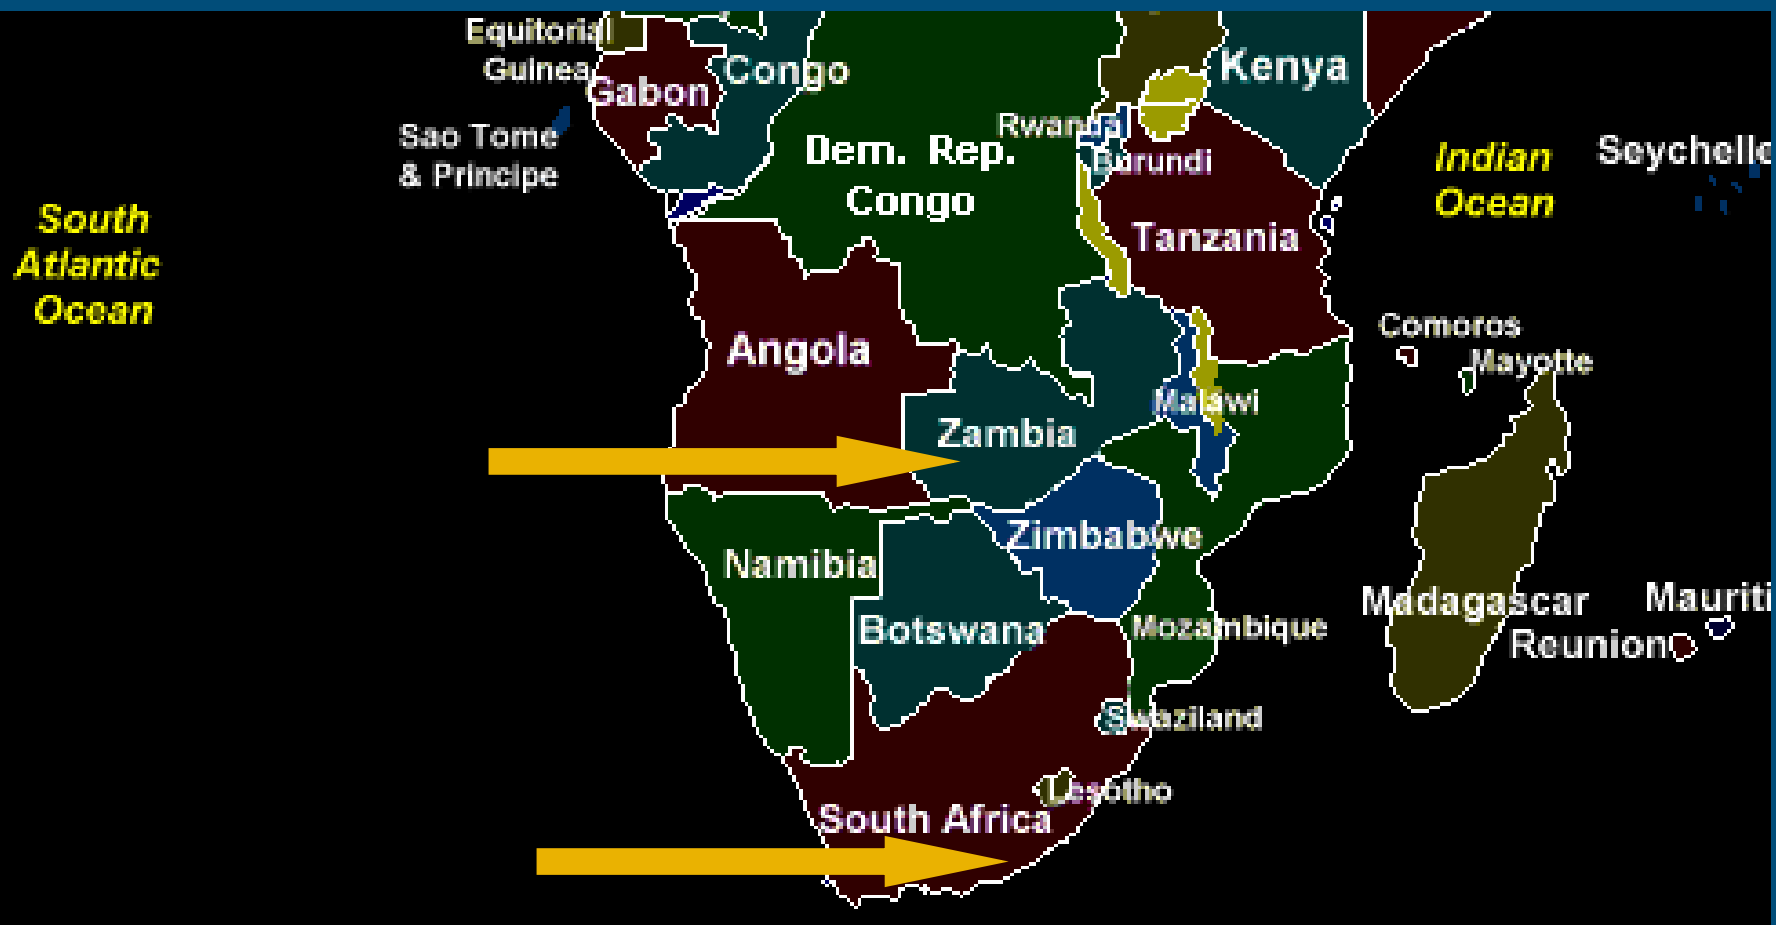 Equitorial
Guinea
Gabon
Congo
Kenya
Sao Tome
& Principe
Dem. Rep.
Congo
Rwanda
Burundi
Indian
Ocean
Seychelle
South
Atlantic
Ocean
Tanzania
Angola
Comoros
Mayotte
Malawi
Zambia
Zimbabwe
Namibia
Botswana
Mozambique
Madagascar
Mauriti
Reunion
Swaziland
Lesotho
South Africa